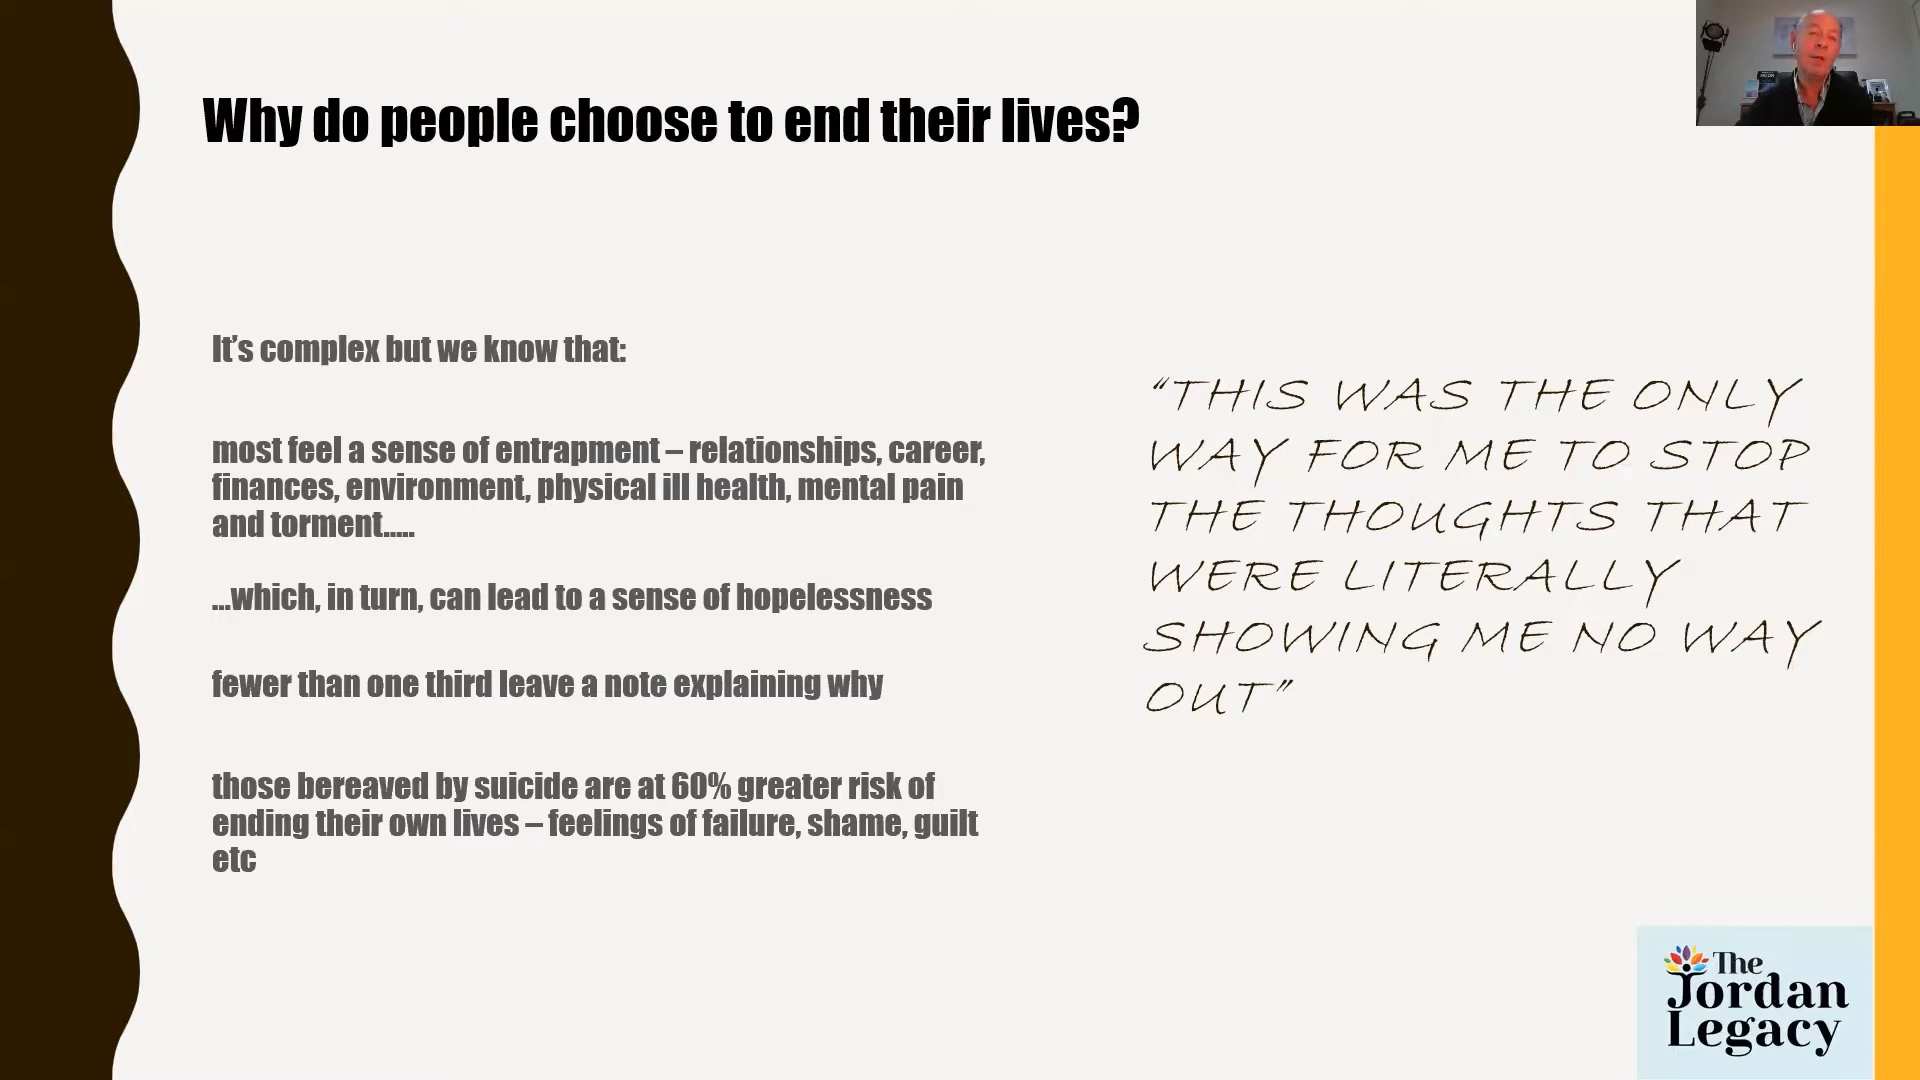 Why do people choose to end their lives?
It’s complex but we know that:
most feel a sense of entrapment – relationships, career,
finances, environment, physical ill health, mental pain
and torment.....
...which, in turn, can lead to a sense of hopelessness
fewer than one third leave a note explaining why
those bereaved by suicide are at 60% greater risk of
ending their own lives – feelings of failure, shame, guilt
etc
“THIS WAS THE ONLY
WAY FOR ME TO STOP
THE THOUGHTS THAT
WERE LITERALLY
SHOWING ME NO WAY
OUT”
The
Jordan
Legacy